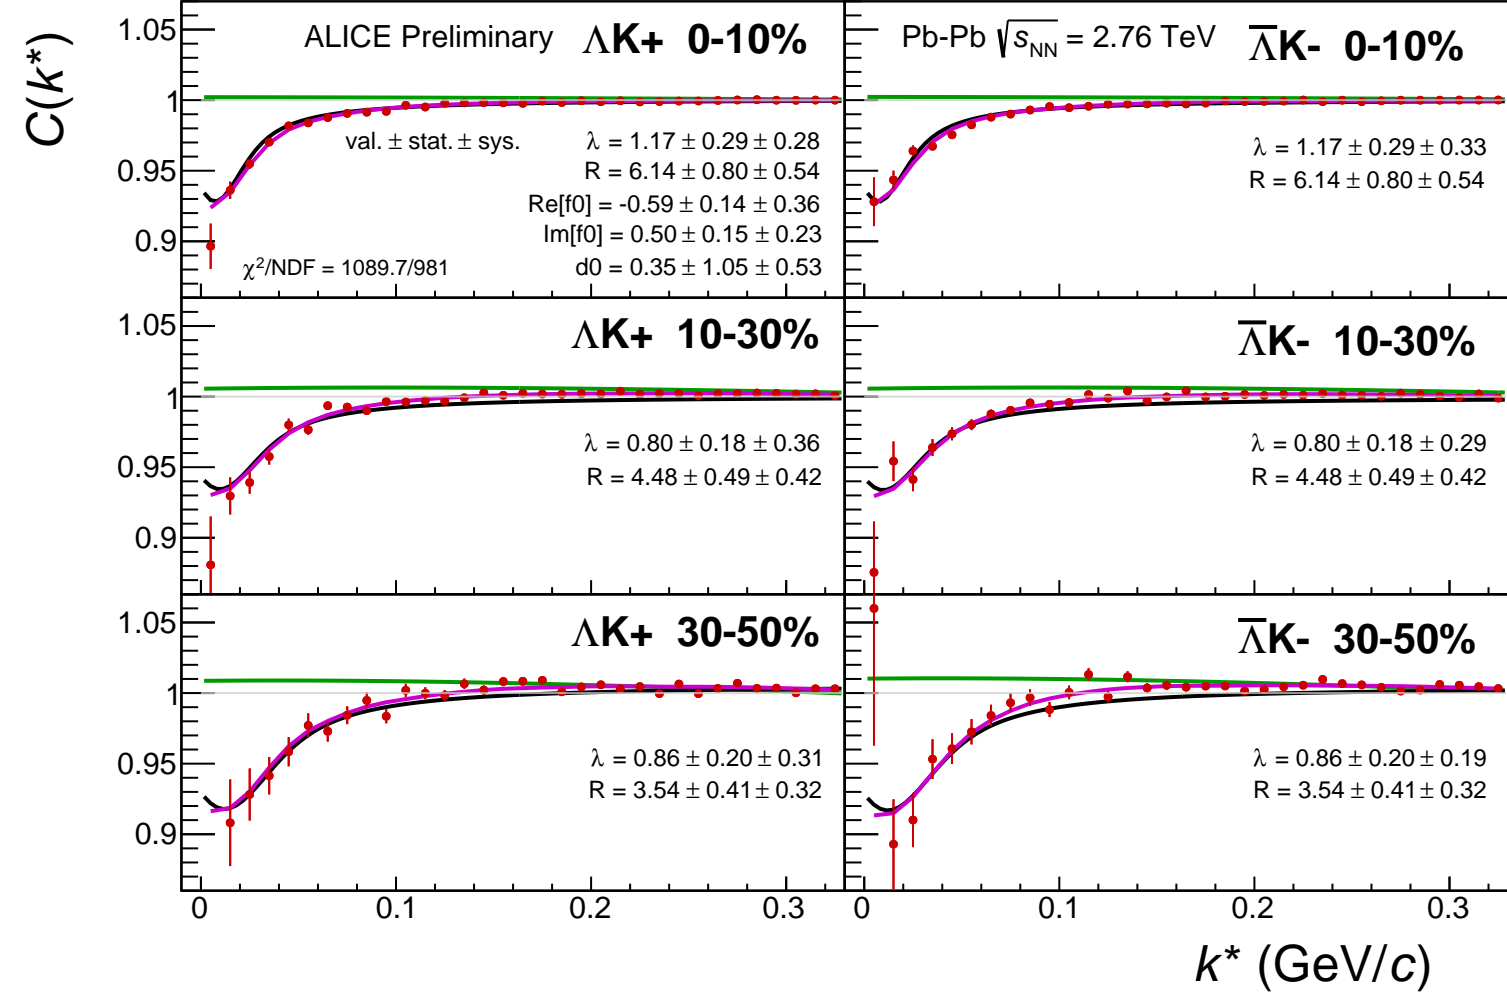 C(k*)
ALICE Preliminary ΛK+ 0-10%
val. ± stat. ± sys.
λ = 1.17 ± 0.29 ± 0.28
R = 6.14 ± 0.80 ± 0.54
Re[f0] = -0.59 ± 0.14 ± 0.36
Im[f0] = 0.50 ± 0.15 ± 0.23
χ²/NDF = 1089.7/981
d0 = 0.35 ± 1.05 ± 0.53
1.05
1
0.95
0.9
Pb-Pb √s_NN = 2.76 TeV Λ̅K- 0-10%
λ = 1.17 ± 0.29 ± 0.33
R = 6.14 ± 0.80 ± 0.54
ΛK+ 10-30%
λ = 0.80 ± 0.18 ± 0.36
R = 4.48 ± 0.49 ± 0.42
1.05
1
0.95
0.9
Λ̅K- 10-30%
λ = 0.80 ± 0.18 ± 0.29
R = 4.48 ± 0.49 ± 0.42
ΛK+ 30-50%
λ = 0.86 ± 0.20 ± 0.31
R = 3.54 ± 0.41 ± 0.32
1.05
1
0.95
0.9
Λ̅K- 30-50%
λ = 0.86 ± 0.20 ± 0.19
R = 3.54 ± 0.41 ± 0.32
0 0.1 0.2 0.3
0 0.1 0.2 0.3
k* (GeV/c)